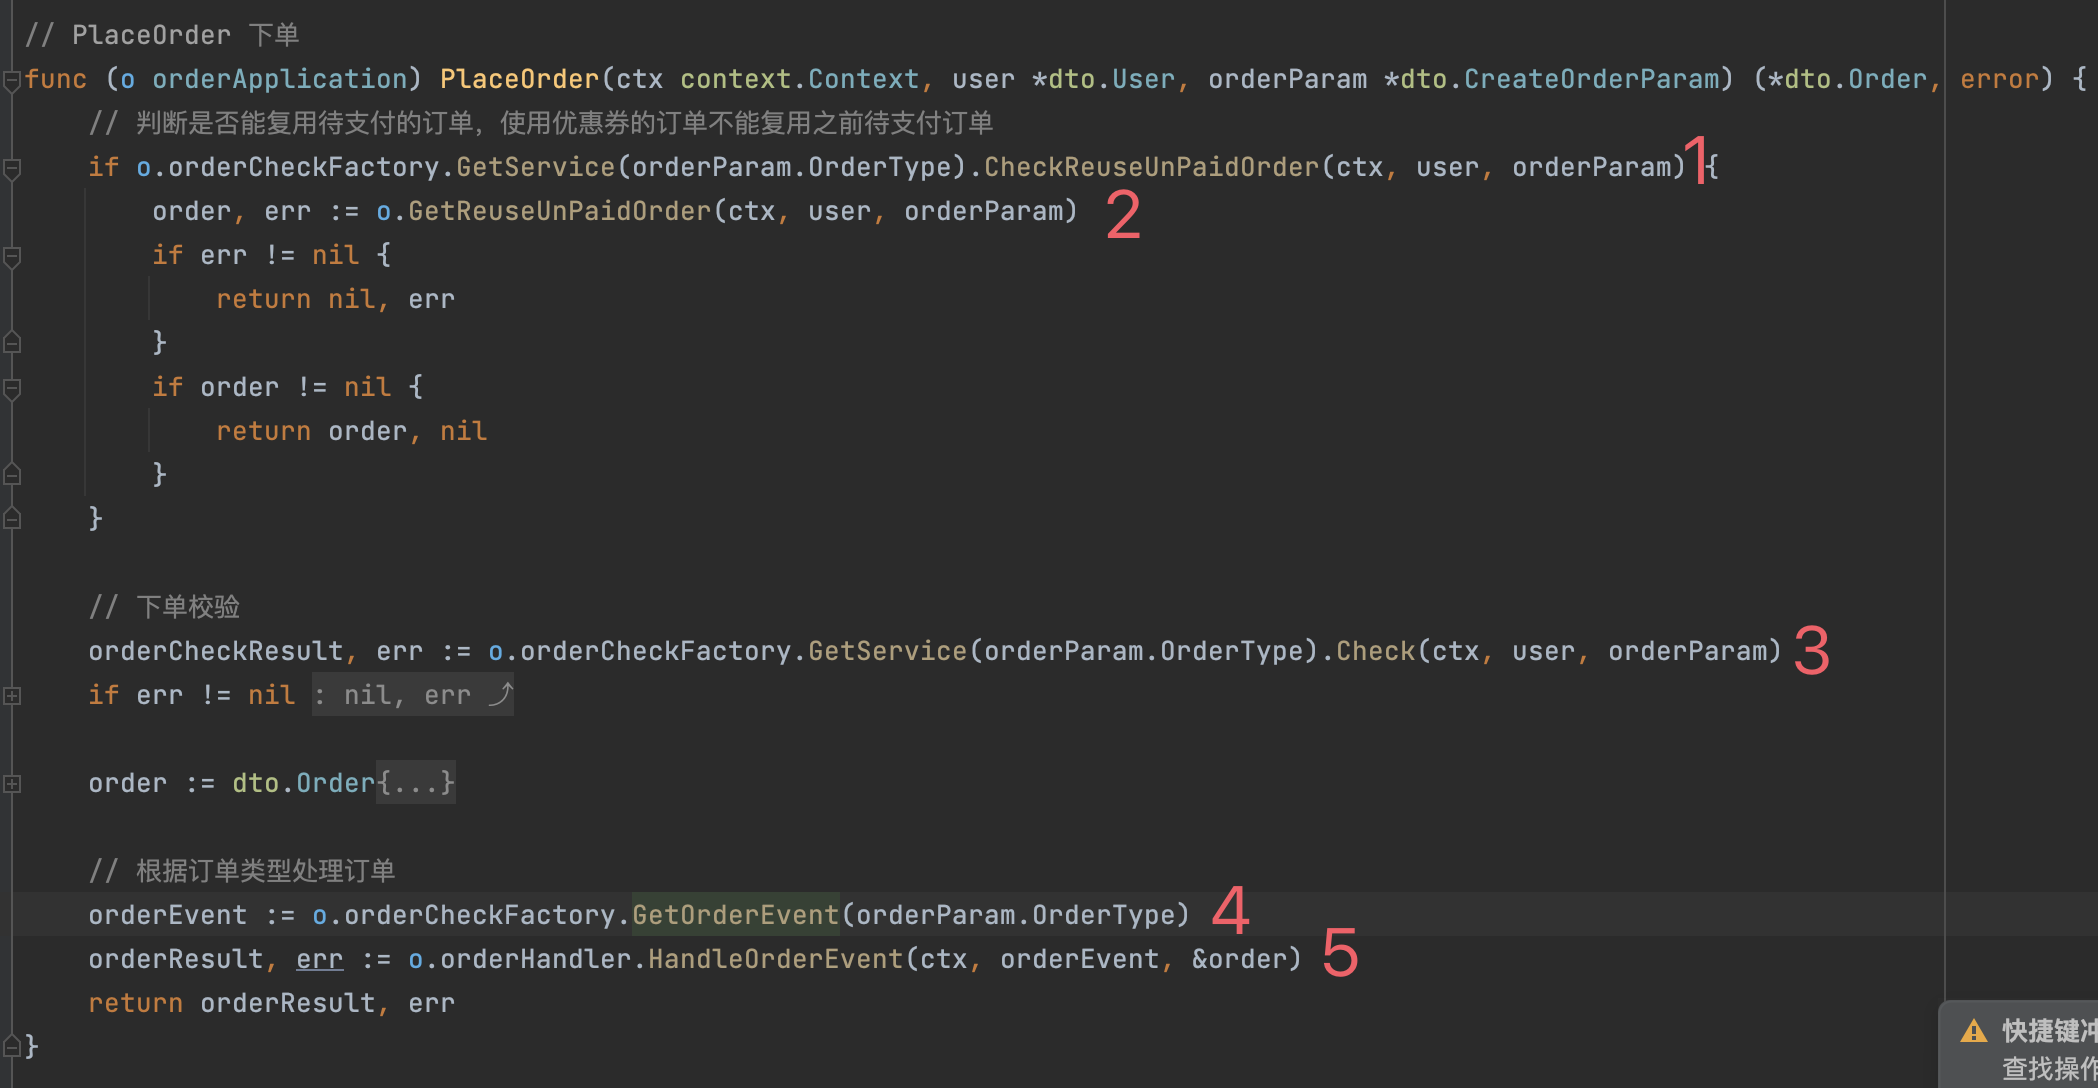 // PlaceOrder 下单
func (o orderApplication) PlaceOrder(ctx context.Context, user *dto.User, orderParam *dto.CreateOrderParam) (*dto.Order, error) {
// 判断是否能复用待支付的订单，使用优惠券的订单不能复用之前待支付订单
if o.orderCheckFactory.GetService(orderParam.OrderType).CheckReuseUnPaidOrder(ctx, user, orderParam) { 1
order, err := o.GetReuseUnPaidOrder(ctx, user, orderParam) 2
if err != nil {
return nil, err
}
if order != nil {
return order, nil
}
}
// 下单校验
orderCheckResult, err := o.orderCheckFactory.GetService(orderParam.OrderType).Check(ctx, user, orderParam) 3
if err != nil : nil, err ⤴
order := dto.Order{...}
// 根据订单类型处理订单
orderEvent := o.orderCheckFactory.GetOrderEvent(orderParam.OrderType) 4
orderResult, err := o.orderHandler.HandleOrderEvent(ctx, orderEvent, &order) 5
return orderResult, err
}
快捷键冲
查找操作